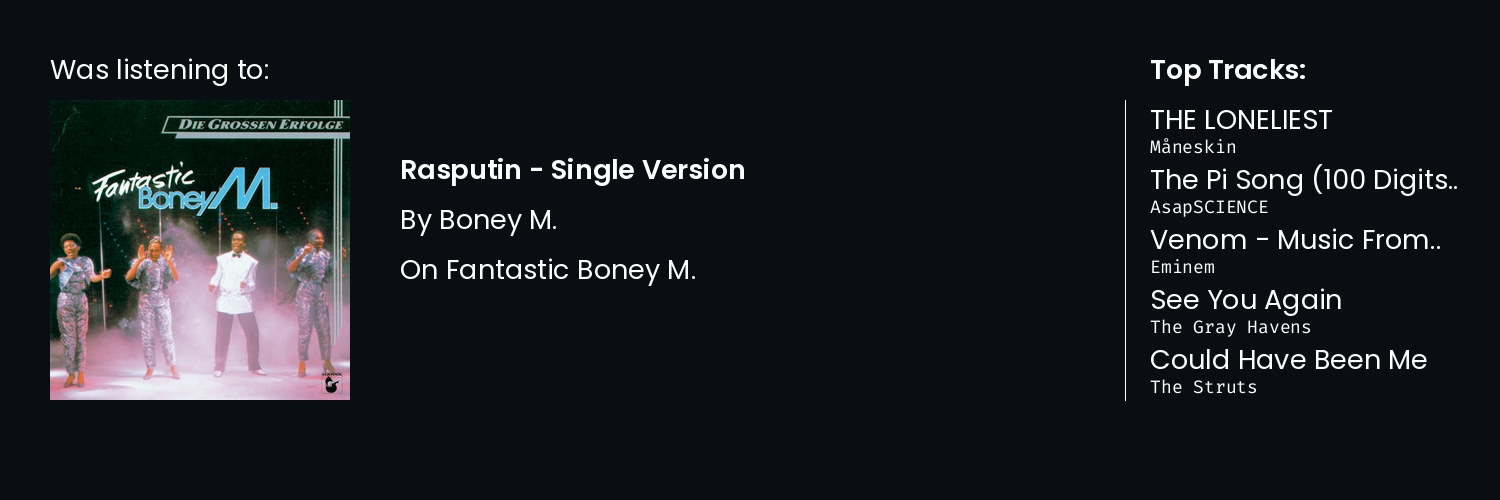 Was listening to:
DIE GROSSEN ERFOLGE
Fantastic
Boney M.
Rasputin - Single Version
By Boney M.
On Fantastic Boney M.
Top Tracks:
THE LONELIEST
Måneskin
The Pi Song (100 Digits..
AsapSCIENCE
Venom - Music From..
Eminem
See You Again
The Gray Havens
Could Have Been Me
The Struts